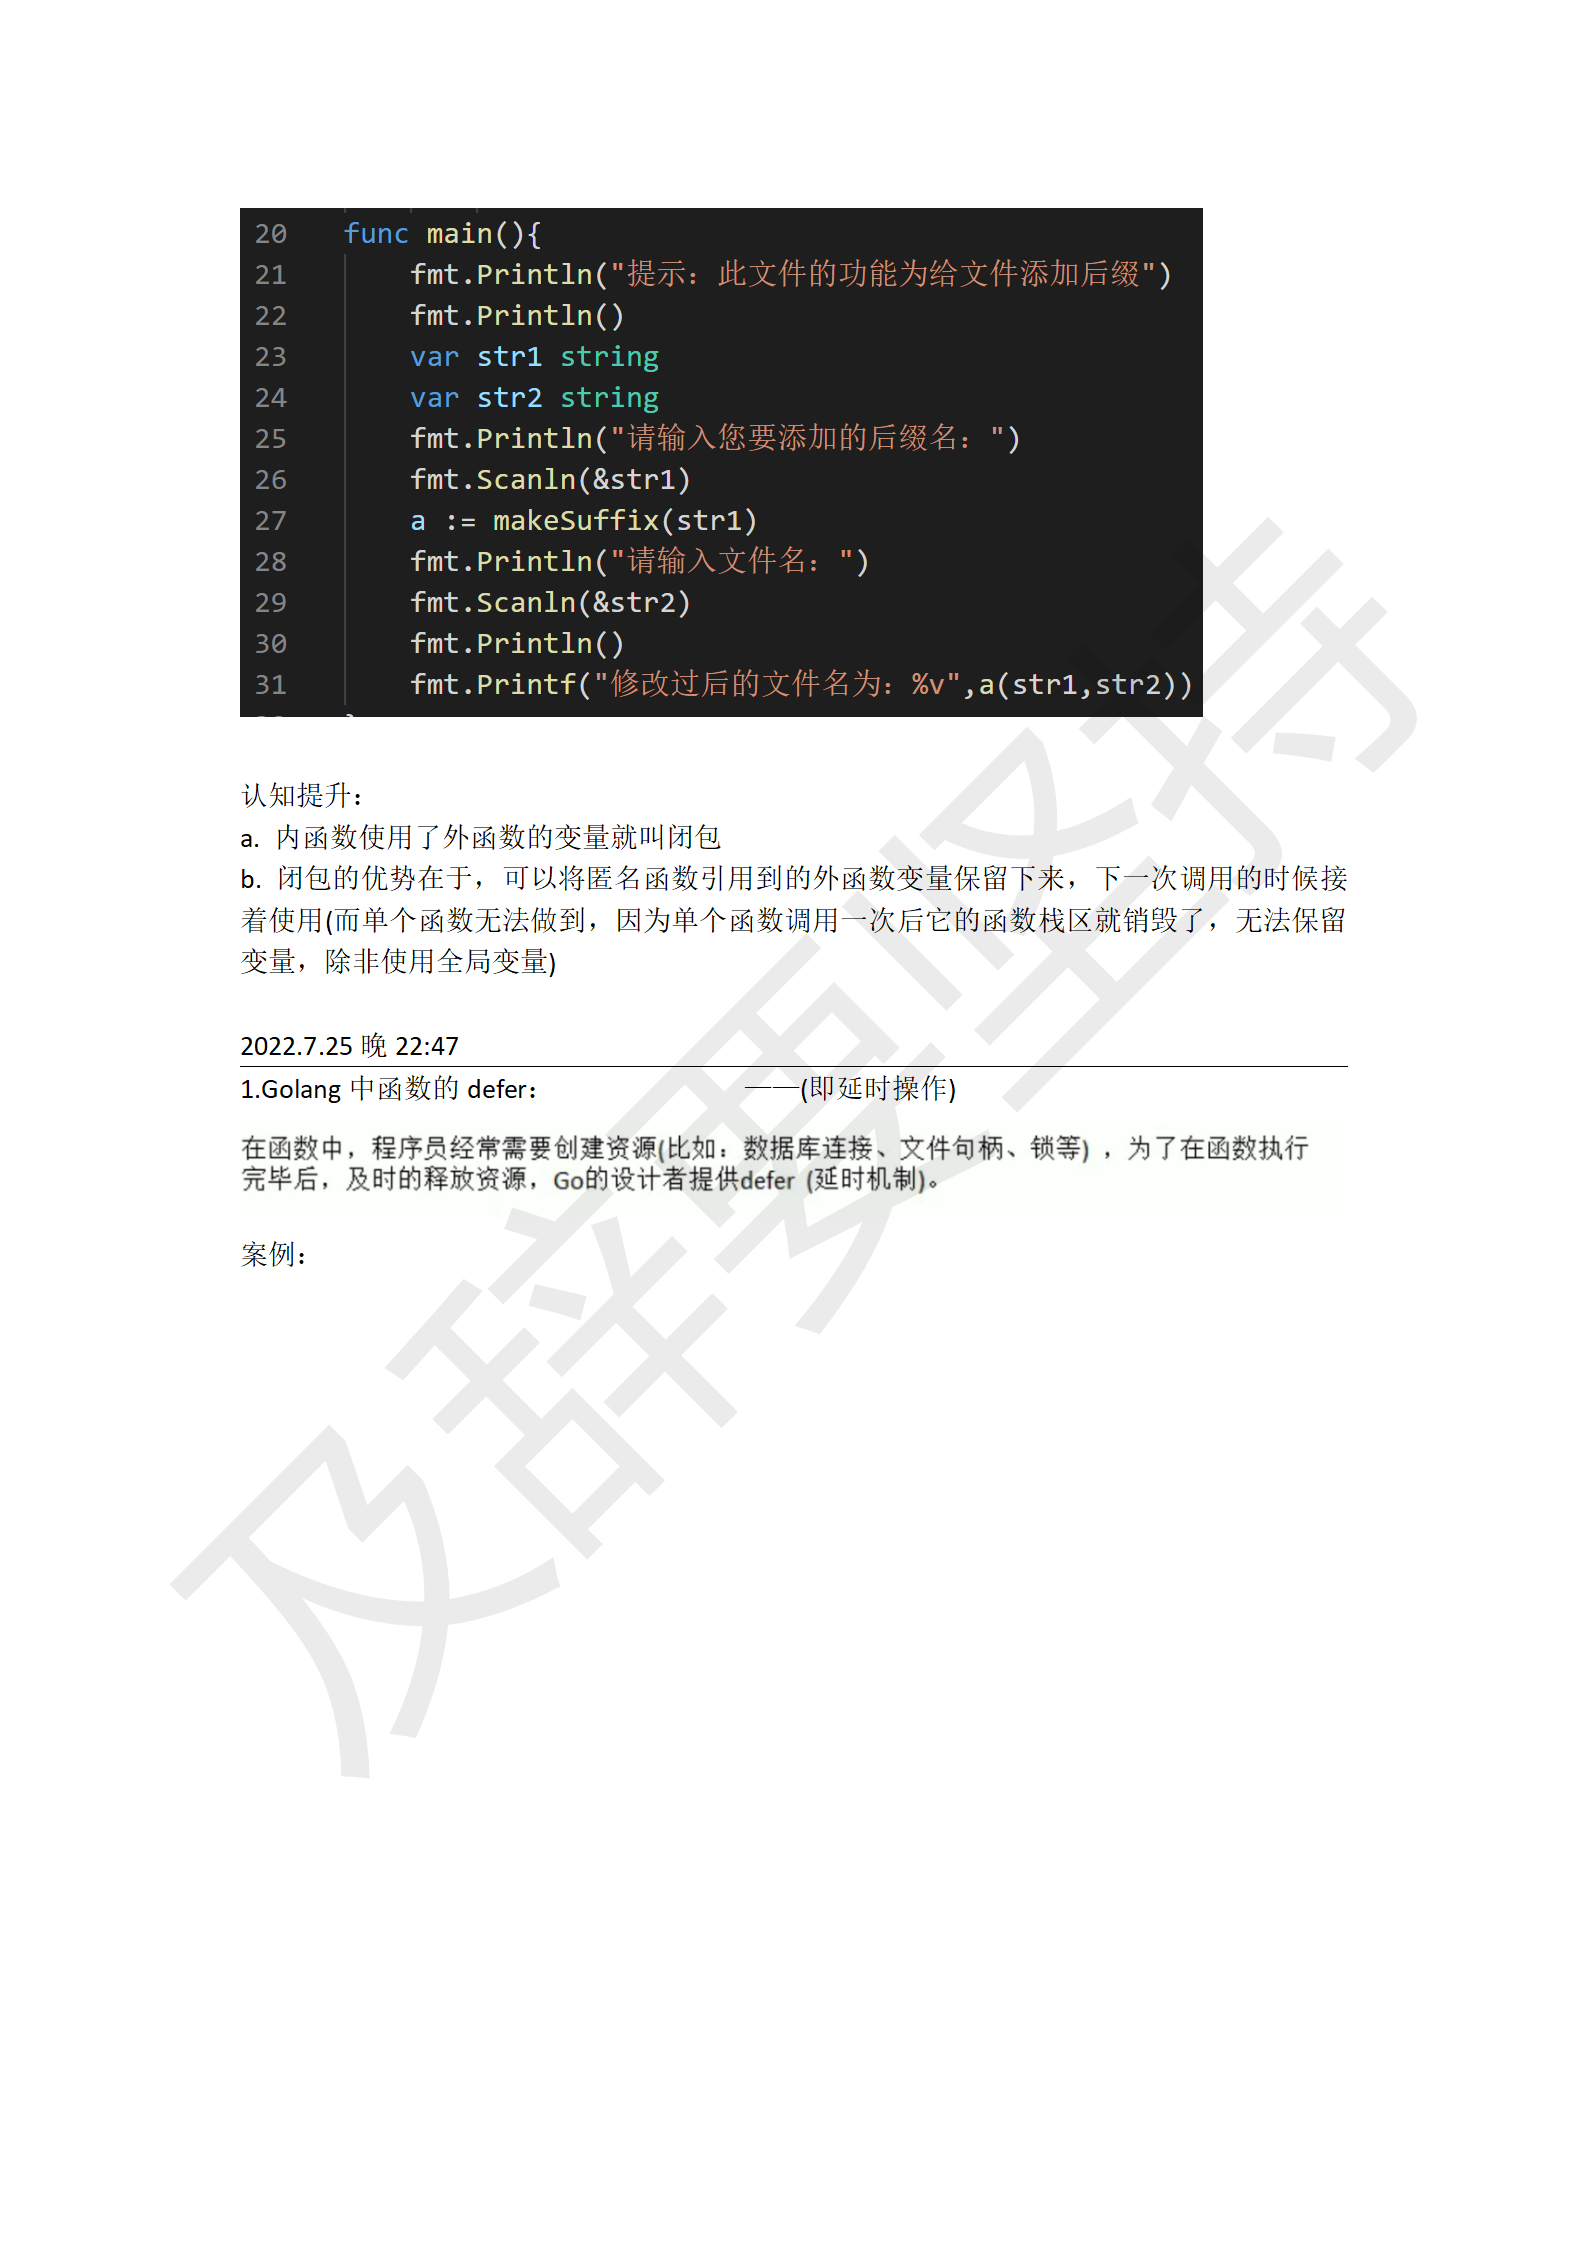 20 func main(){
21 fmt.Println("提示：此文件的功能为给文件添加后缀")
22 fmt.Println()
23 var str1 string
24 var str2 string
25 fmt.Println("请输入您要添加的后缀名：")
26 fmt.Scanln(&str1)
27 a := makeSuffix(str1)
28 fmt.Println("请输入文件名：")
29 fmt.Scanln(&str2)
30 fmt.Println()
31 fmt.Printf("修改过后的文件名为：%v",a(str1,str2))
认知提升：
a. 内函数使用了外函数的变量就叫闭包
b. 闭包的优势在于，可以将匿名函数引用到的外函数变量保留下来，下一次调用的时候接
着使用(而单个函数无法做到，因为单个函数调用一次后它的函数栈区就销毁了，无法保留
变量，除非使用全局变量)
2022.7.25 晚 22:47
1.Golang 中函数的 defer： ——(即延时操作)
在函数中，程序员经常需要创建资源(比如：数据库连接、文件句柄、锁等)，为了在函数执行
完毕后，及时的释放资源，Go的设计者提供defer (延时机制)。
案例：
及辞要坚持